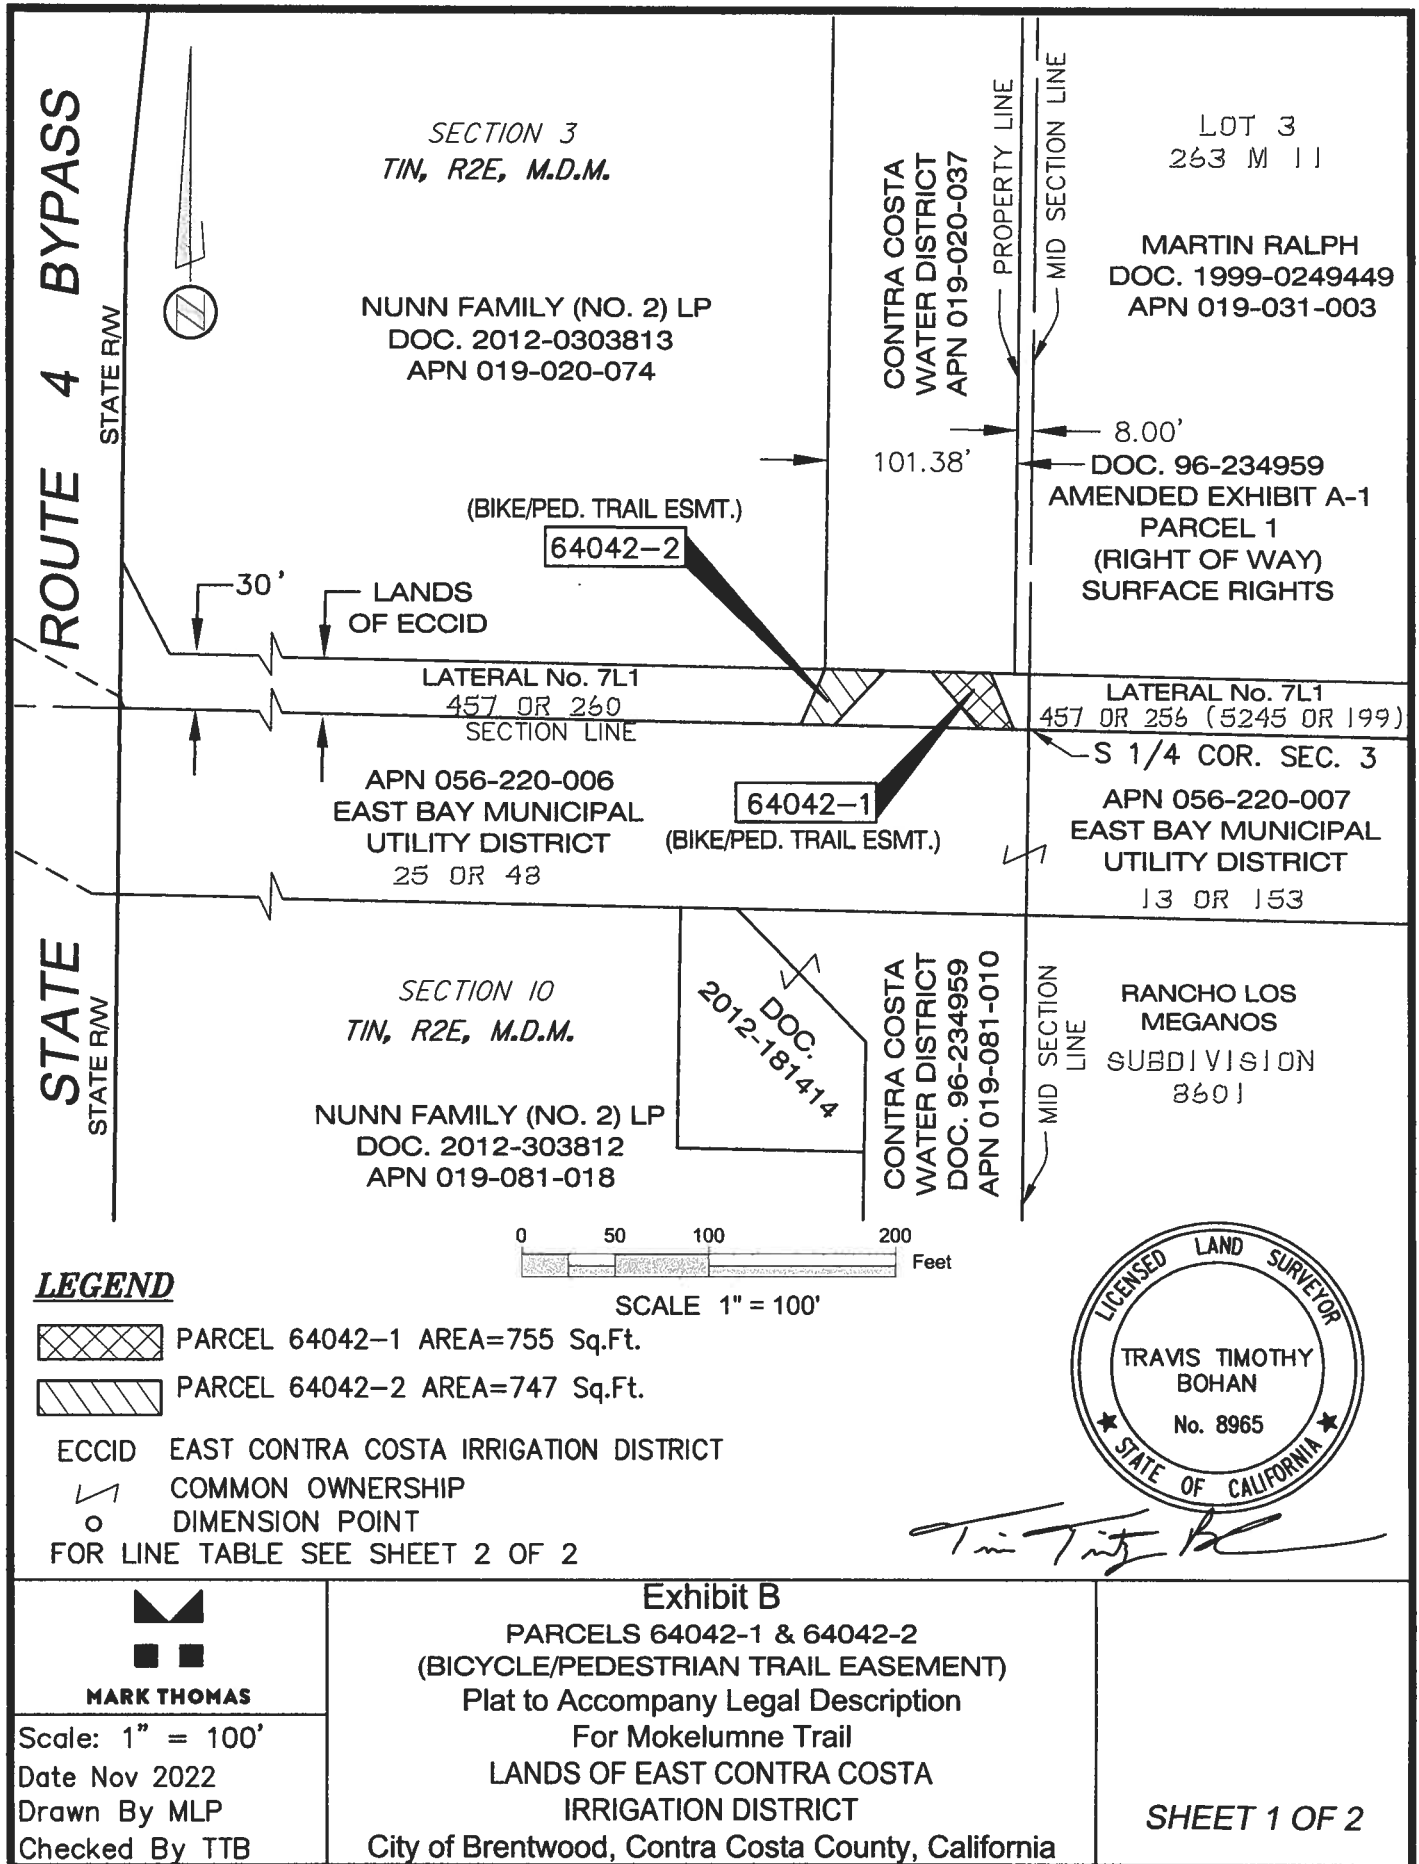 STATE ROUTE 4 BYPASS
STATE R/W
SECTION 3
T1N, R2E, M.D.M.
NUNN FAMILY (NO. 2) LP
DOC. 2012-0303813
APN 019-020-074
CONTRA COSTA
WATER DISTRICT
APN 019-020-037
PROPERTY LINE
MID SECTION LINE
LOT 3
263 M 11
MARTIN RALPH
DOC. 1999-0249449
APN 019-031-003
8.00'
101.38'
DOC. 96-234959
AMENDED EXHIBIT A-1
PARCEL 1
(RIGHT OF WAY)
SURFACE RIGHTS
(BIKE/PED. TRAIL ESMT.)
64042-2
30'
LANDS
OF ECCID
LATERAL No. 7L1
457 OR 260
SECTION LINE
LATERAL No. 7L1
457 OR 256 (5245 OR 199)
S 1/4 COR. SEC. 3
APN 056-220-006
EAST BAY MUNICIPAL
UTILITY DISTRICT
25 OR 48
64042-1
(BIKE/PED. TRAIL ESMT.)
APN 056-220-007
EAST BAY MUNICIPAL
UTILITY DISTRICT
13 OR 153
STATE R/W
SECTION 10
T1N, R2E, M.D.M.
NUNN FAMILY (NO. 2) LP
DOC. 2012-303812
APN 019-081-018
DOC.
2012-181414
CONTRA COSTA
WATER DISTRICT
DOC. 96-234959
APN 019-081-010
MID SECTION
LINE
RANCHO LOS
MEGANOS
SUBDIVISION
8601
0 50 100 200
Feet
SCALE 1" = 100'
LEGEND
PARCEL 64042-1 AREA=755 Sq.Ft.
PARCEL 64042-2 AREA=747 Sq.Ft.
ECCID EAST CONTRA COSTA IRRIGATION DISTRICT
COMMON OWNERSHIP
DIMENSION POINT
FOR LINE TABLE SEE SHEET 2 OF 2
LICENSED LAND SURVEYOR
TRAVIS TIMOTHY
BOHAN
No. 8965
STATE OF CALIFORNIA
MARK THOMAS
Scale: 1" = 100'
Date Nov 2022
Drawn By MLP
Checked By TTB
Exhibit B
PARCELS 64042-1 & 64042-2
(BICYCLE/PEDESTRIAN TRAIL EASEMENT)
Plat to Accompany Legal Description
For Mokelumne Trail
LANDS OF EAST CONTRA COSTA
IRRIGATION DISTRICT
City of Brentwood, Contra Costa County, California
SHEET 1 OF 2